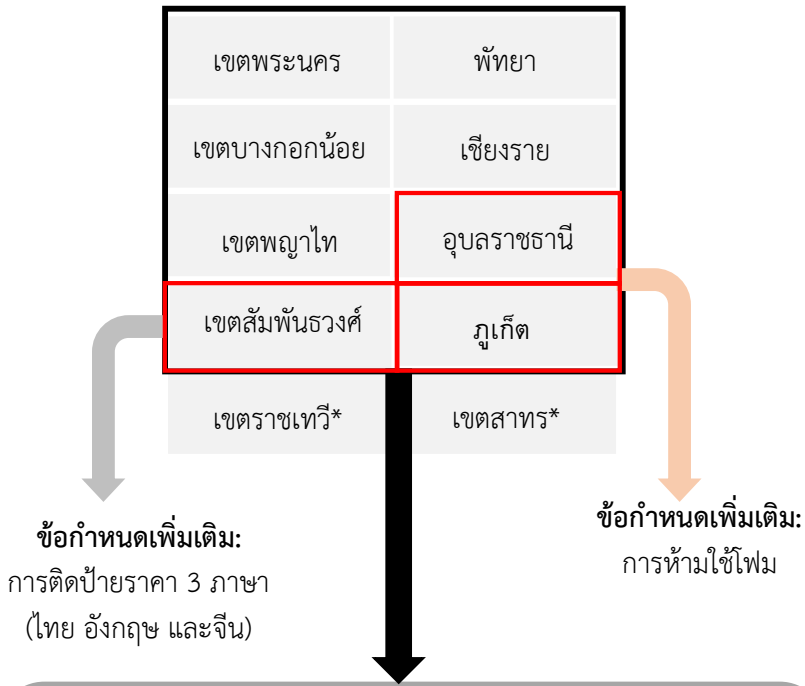 เขตพระนคร พัทยา
เขตบางกอกน้อย เชียงราย
เขตพญาไท อุบลราชธานี
เขตสัมพันธวงศ์ ภูเก็ต
เขตราชเทวี* เขตสาทร*
ข้อกำหนดเพิ่มเติม:
การติดป้ายราคา 3 ภาษา
(ไทย อังกฤษ และจีน)
ข้อกำหนดเพิ่มเติม:
การห้ามใช้โฟม